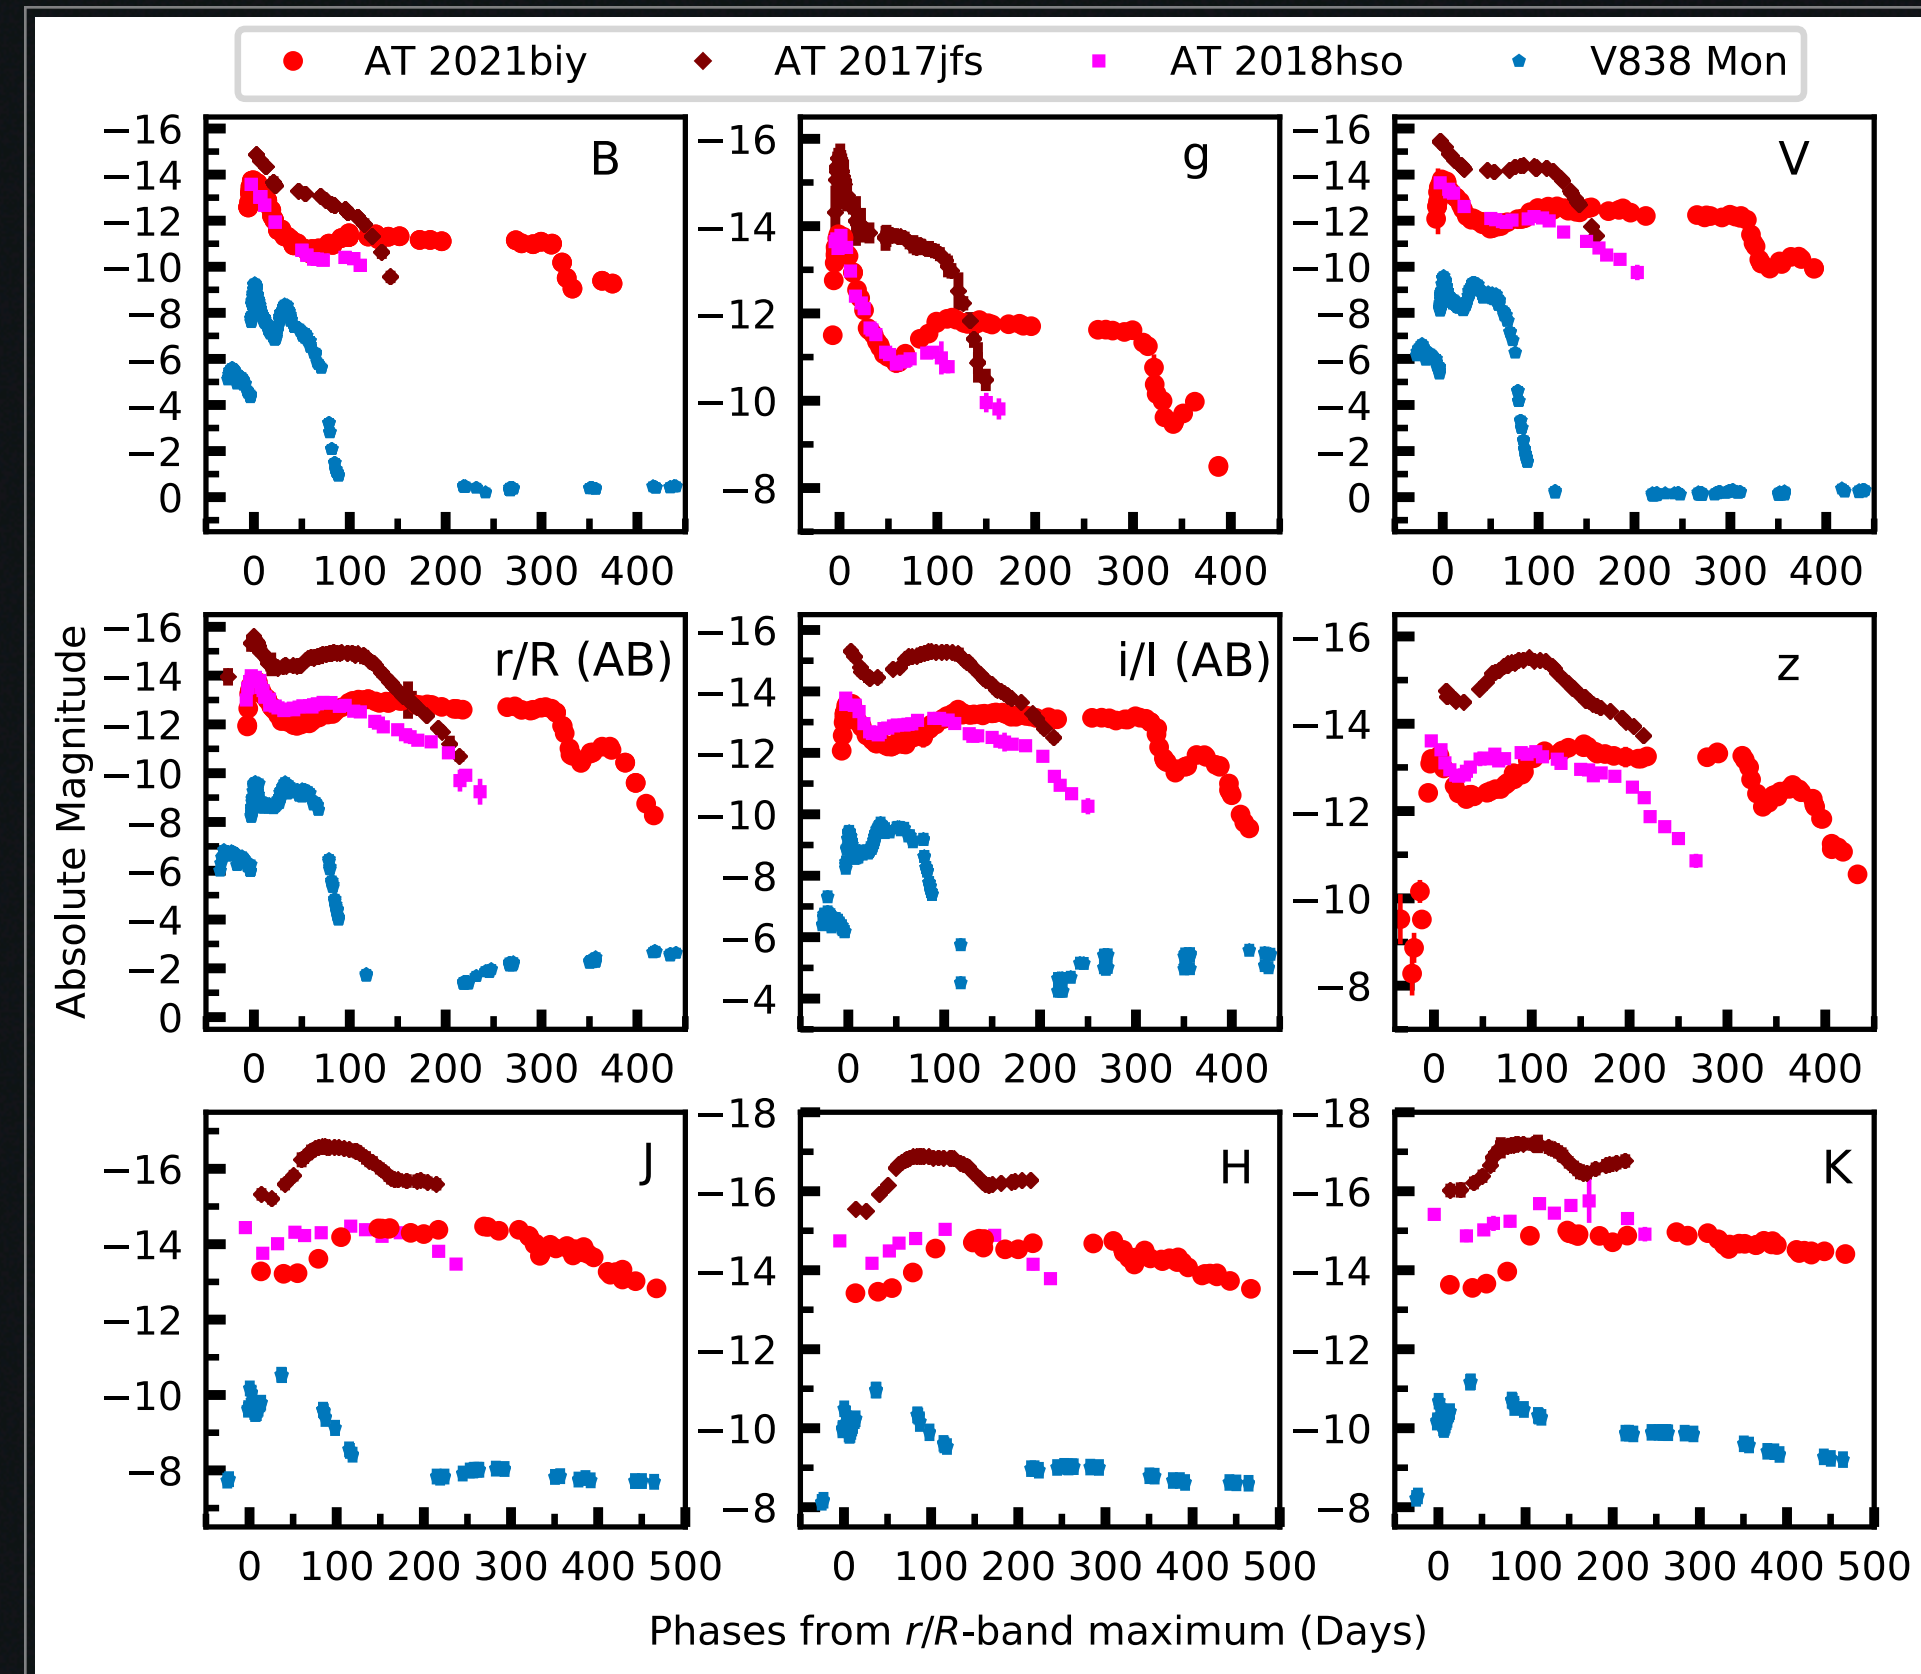 AT 2021biy AT 2017jfs AT 2018hso V838 Mon
B g V
−16 −14 −12 −10 −8 −6 −4 −2 0
−16 −14 −12 −10 −8
−16 −14 −12 −10 −8 −6 −4 −2 0
0 100 200 300 400
0 100 200 300 400
0 100 200 300 400
Absolute Magnitude
r/R (AB) i/I (AB) z
−16 −14 −12 −10 −8 −6 −4 −2 0
−16 −14 −12 −10 −8 −6 −4
−16 −14 −12 −10 −8
0 100 200 300 400
0 100 200 300 400
0 100 200 300 400
J H K
−16 −14 −12 −10 −8
−18 −16 −14 −12 −10 −8
−18 −16 −14 −12 −10 −8
0 100 200 300 400 500
0 100 200 300 400 500
0 100 200 300 400 500
Phases from r/R-band maximum (Days)